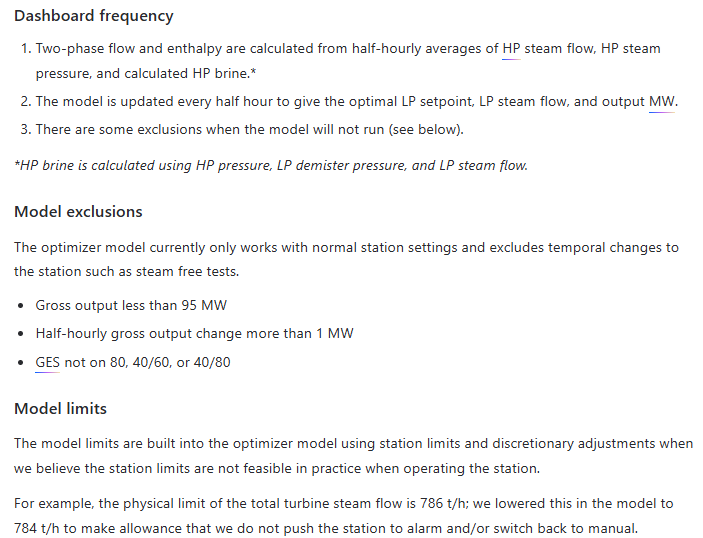 Dashboard frequency
1. Two-phase flow and enthalpy are calculated from half-hourly averages of HP steam flow, HP steam
pressure, and calculated HP brine.*
2. The model is updated every half hour to give the optimal LP setpoint, LP steam flow, and output MW.
3. There are some exclusions when the model will not run (see below).
*HP brine is calculated using HP pressure, LP demister pressure, and LP steam flow.
Model exclusions
The optimizer model currently only works with normal station settings and excludes temporal changes to
the station such as steam free tests.
• Gross output less than 95 MW
• Half-hourly gross output change more than 1 MW
• GES not on 80, 40/60, or 40/80
Model limits
The model limits are built into the optimizer model using station limits and discretionary adjustments when
we believe the station limits are not feasible in practice when operating the station.
For example, the physical limit of the total turbine steam flow is 786 t/h; we lowered this in the model to
784 t/h to make allowance that we do not push the station to alarm and/or switch back to manual.